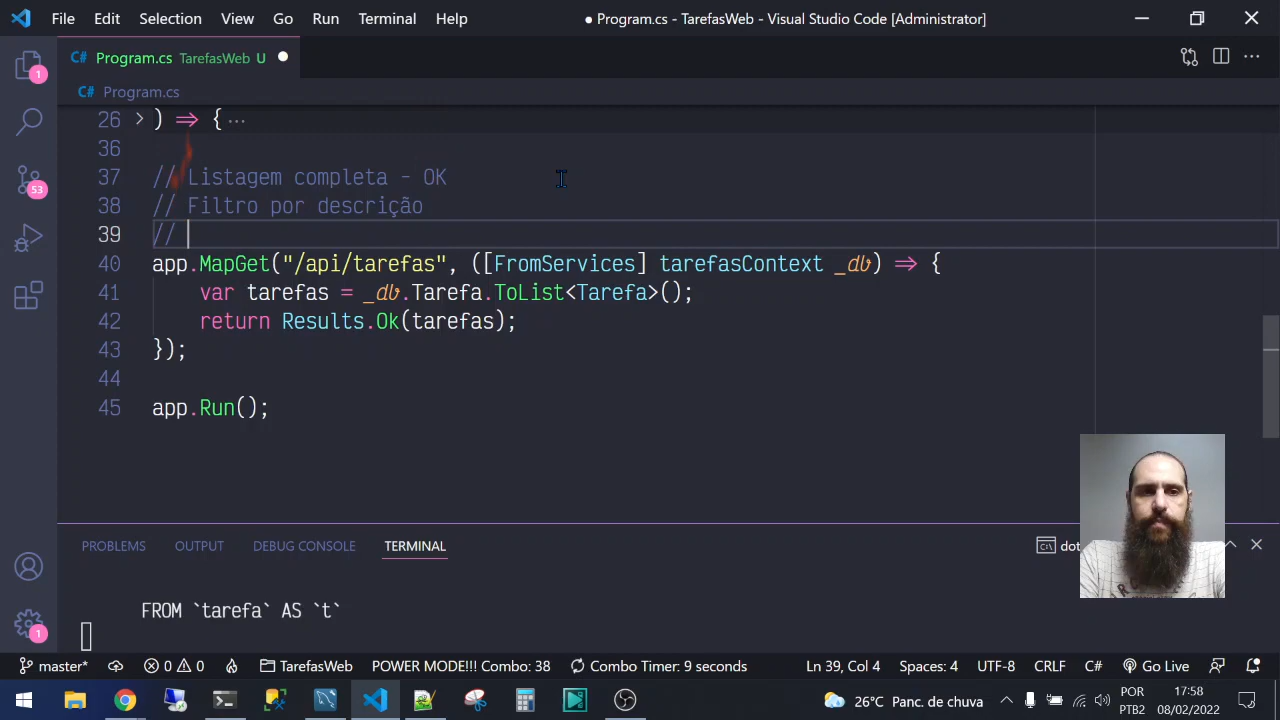 File Edit Selection View Go Run Terminal Help ● Program.cs - TarefasWeb - Visual Studio Code [Administrator]
C# Program.cs TarefasWeb U ●
1
C# Program.cs
26 ) => { ...
36
37 // Listagem completa - OK
53
38 // Filtro por descrição
39 //
40 app.MapGet("/api/tarefas", ([FromServices] tarefasContext _db) => {
41 var tarefas = _db.Tarefa.ToList<Tarefa>();
42 return Results.Ok(tarefas);
43 });
44
45 app.Run();
PROBLEMS OUTPUT DEBUG CONSOLE TERMINAL dot
FROM `tarefa` AS `t`
1
master* 0 0 TarefasWeb POWER MODE!!! Combo: 38 Combo Timer: 9 seconds Ln 39, Col 4 Spaces: 4 UTF-8 CRLF C# Go Live
26°C Panc. de chuva POR PTB2 17:58 08/02/2022